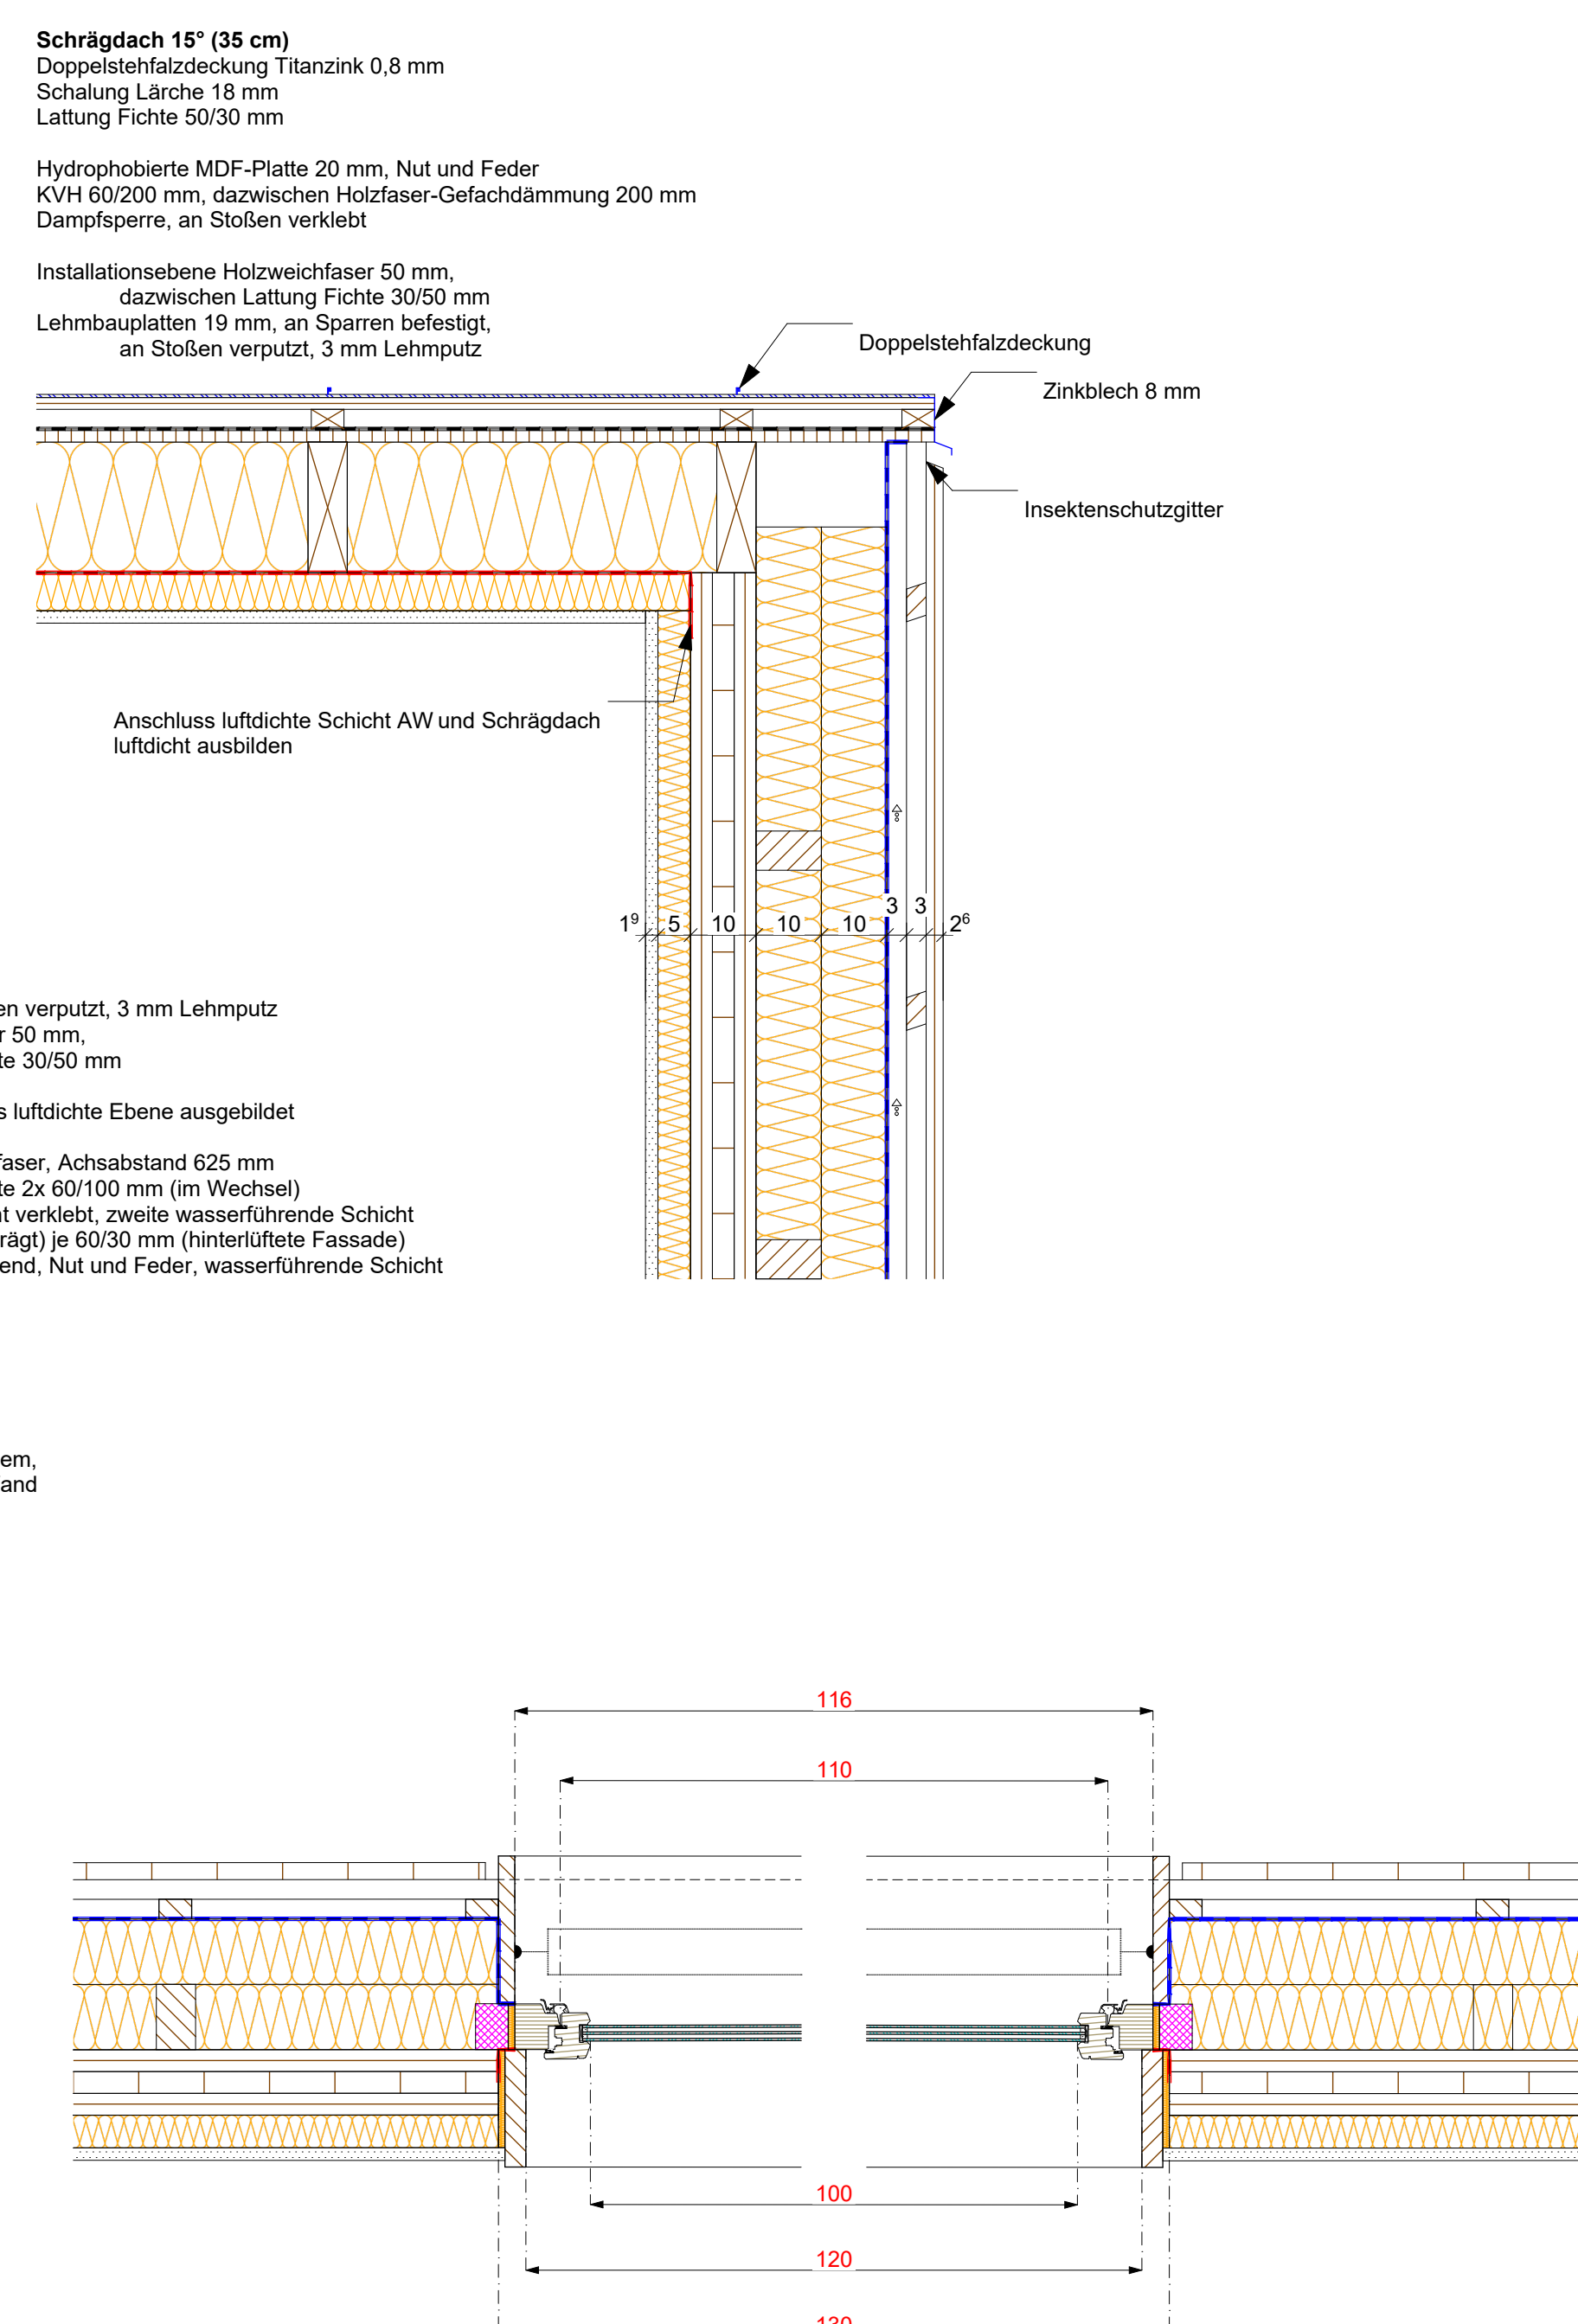 Schrägdach 15° (35 cm)
Doppelstehfalzdeckung Titanzink 0,8 mm
Schalung Lärche 18 mm
Lattung Fichte 50/30 mm
Hydrophobierte MDF-Platte 20 mm, Nut und Feder
KVH 60/200 mm, dazwischen Holzfaser-Gefachdämmung 200 mm
Dampfsperre, an Stoßen verklebt
Installationsebene Holzweichfaser 50 mm,
dazwischen Lattung Fichte 30/50 mm
Lehmbauplatten 19 mm, an Sparren befestigt,
an Stoßen verputzt, 3 mm Lehmputz
Doppelstehfalzdeckung
Zinkblech 8 mm
Insektenschutzgitter
Anschluss luftdichte Schicht AW und Schrägdach
luftdicht ausbilden
1⁹ 5 10 10 10 3 3 2⁶
en verputzt, 3 mm Lehmputz
r 50 mm,
te 30/50 mm
s luftdichte Ebene ausgebildet
faser, Achsabstand 625 mm
te 2x 60/100 mm (im Wechsel)
nt verklebt, zweite wasserführende Schicht
rägt) je 60/30 mm (hinterlüftete Fassade)
end, Nut und Feder, wasserführende Schicht
em,
and
116
110
100
120
130